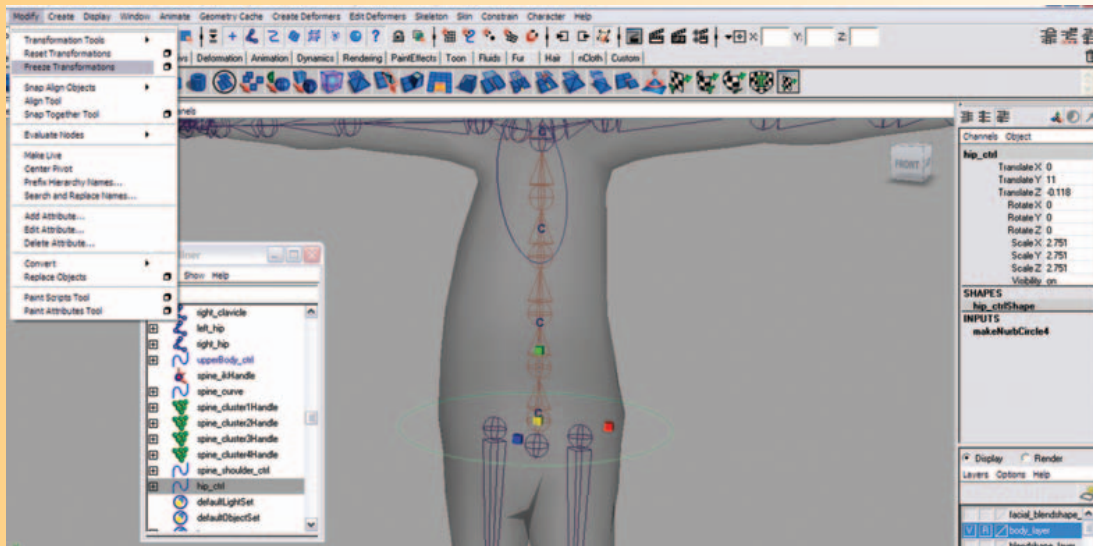 Modify Create Display Window Animate Geometry Cache Create Deformers Edit Deformers Skeleton Skin Constrain Character Help
X: Y: Z:
Transformation Tools
Reset Transformations
Freeze Transformations
Snap Align Objects
Align Tool
Snap Together Tool
Evaluate Nodes
Make Live
Center Pivot
Prefix Hierarchy Names...
Search and Replace Names...
Add Attribute...
Edit Attribute...
Delete Attribute...
Convert
Replace Objects
Paint Scripts Tool
Paint Attributes Tool
Deformation Animation Dynamics Rendering PaintEffects Toon Fluids Fur Hair nCloth Custom
FRONT
C
C
C
C
Show Help
right_clavicle
left_hip
right_hip
upperBody_ctrl
spine_ikHandle
spine_curve
spine_cluster1Handle
spine_cluster2Handle
spine_cluster3Handle
spine_cluster4Handle
spine_shoulder_ctrl
hip_ctrl
defaultLightSet
defaultObjectSet
Channels Object
hip_ctrl
Translate X 0
Translate Y 11
Translate Z -0.118
Rotate X 0
Rotate Y 0
Rotate Z 0
Scale X 2.751
Scale Y 2.751
Scale Z 2.751
Visibility on
SHAPES
hip_ctrlShape
INPUTS
makeNurbCircle4
Display Render
Layers Options Help
facial_blendshape_
V R body_layer